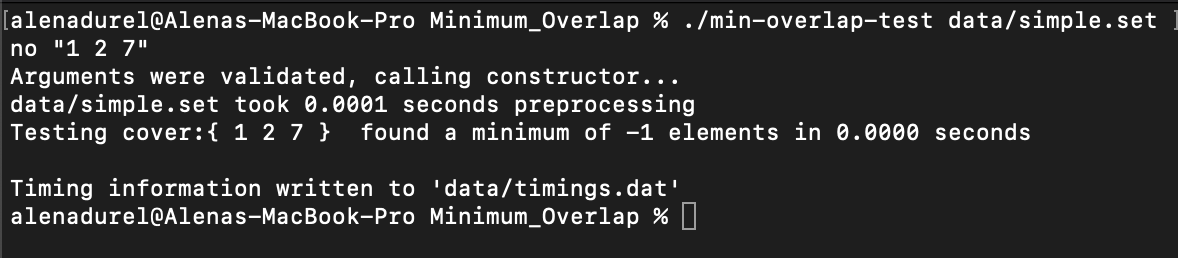 [alenadurel@Alenas-MacBook-Pro Minimum_Overlap % ./min-overlap-test data/simple.set ]
no "1 2 7"
Arguments were validated, calling constructor...
data/simple.set took 0.0001 seconds preprocessing
Testing cover:{ 1 2 7 }  found a minimum of -1 elements in 0.0000 seconds
Timing information written to 'data/timings.dat'
alenadurel@Alenas-MacBook-Pro Minimum_Overlap %